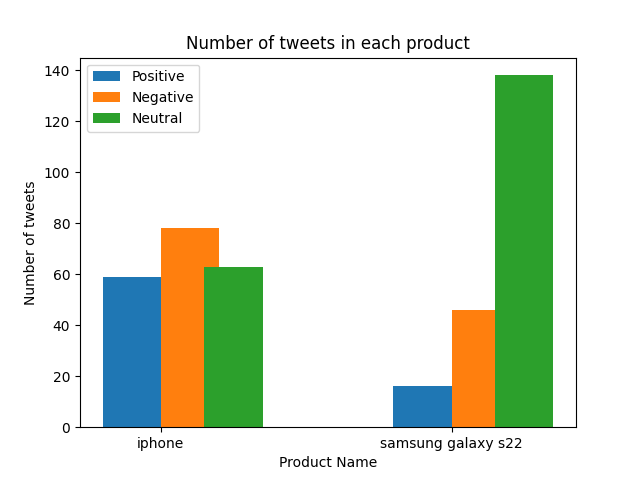 Number of tweets in each product
Positive
Negative
Neutral
Number of tweets
140
120
100
80
60
40
20
0
iphone
samsung galaxy s22
Product Name